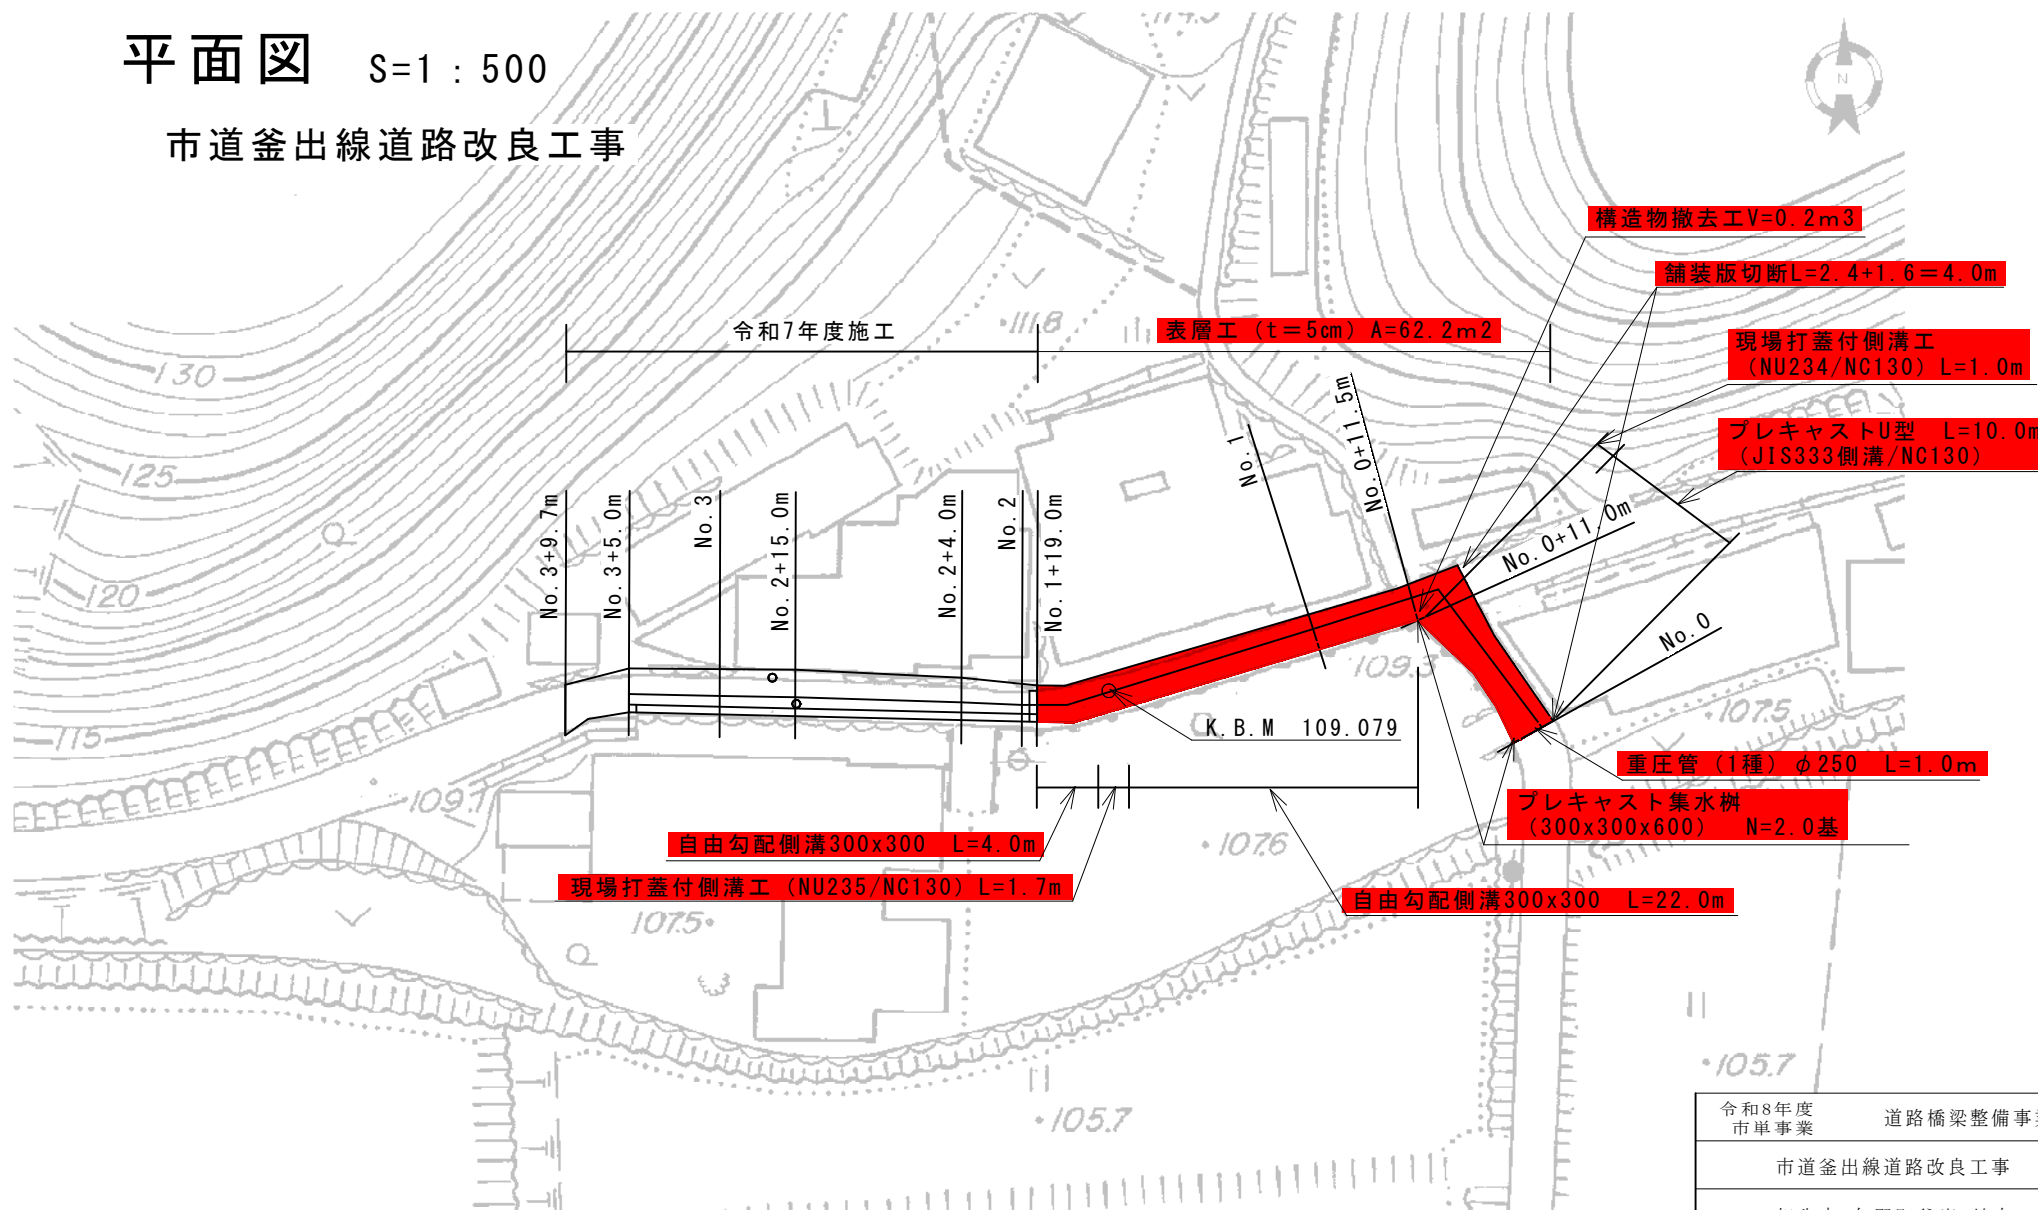 平面図 S=1：500
市道釜出線道路改良工事
N
構造物撤去工V=0.2m3
舗装版切断L=2.4+1.6＝4.0m
令和7年度施工
表層工（t＝5cm）A=62.2m2
現場打蓋付側溝工
（NU234/NC130）L=1.0m
プレキャストU型 L=10.0m
（JIS333側溝/NC130）
No.3+9.7m
No.3+5.0m
No.3
No.2+15.0m
No.2+4.0m
No.2
No.1+19.0m
No.1
No.0+11.5m
No.0+11.0m
No.0
K.B.M 109.079
重圧管（1種）φ250 L=1.0m
プレキャスト集水桝
（300x300x600） N=2.0基
自由勾配側溝300x300 L=4.0m
現場打蓋付側溝工（NU235/NC130）L=1.7m
自由勾配側溝300x300 L=22.0m
130
125
120
115
111.8
109.3
109.1
107.5
107.6
107.5
105.7
105.7
令和8年度
市単事業
道路橋梁整備事業
市道釜出線道路改良工事